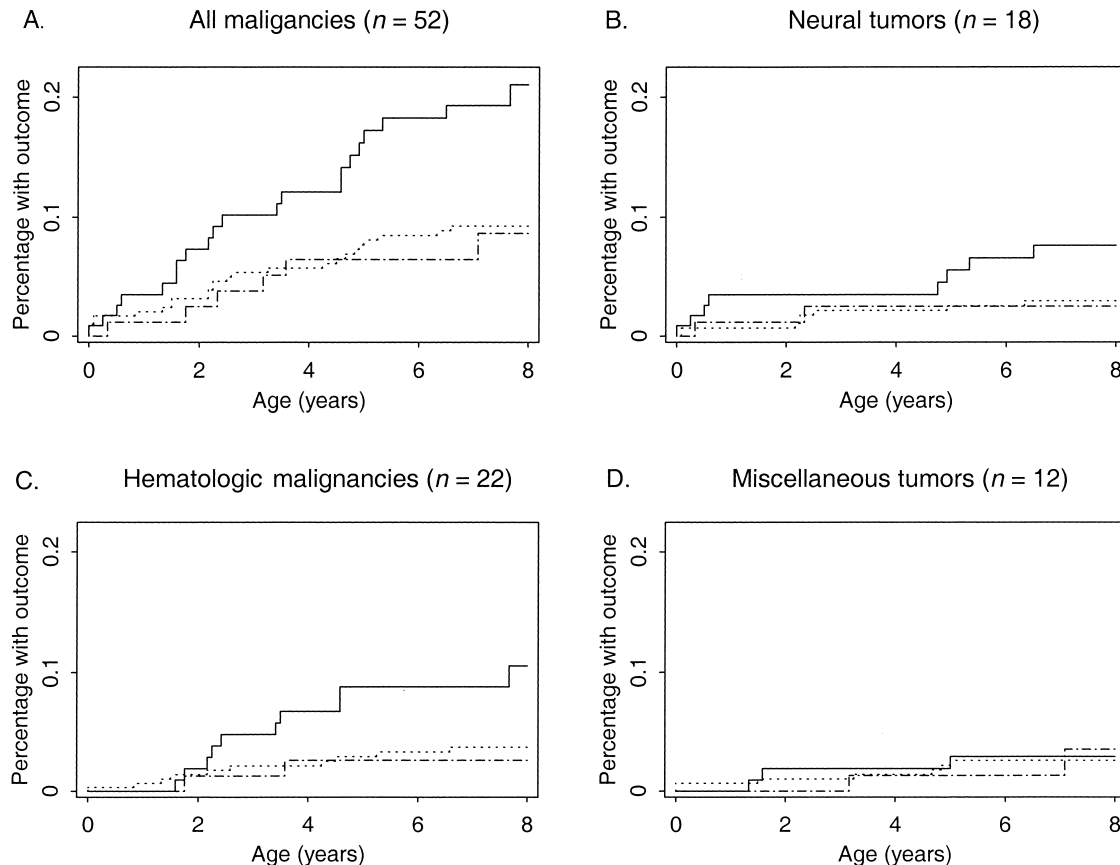 A. All maligancies (n = 52)
Percentage with outcome
0.2
0.1
0
0 2 4 6 8
Age (years)
B. Neural tumors (n = 18)
Percentage with outcome
0.2
0.1
0
0 2 4 6 8
Age (years)
C. Hematologic malignancies (n = 22)
Percentage with outcome
0.2
0.1
0
0 2 4 6 8
Age (years)
D. Miscellaneous tumors (n = 12)
Percentage with outcome
0.2
0.1
0
0 2 4 6 8
Age (years)